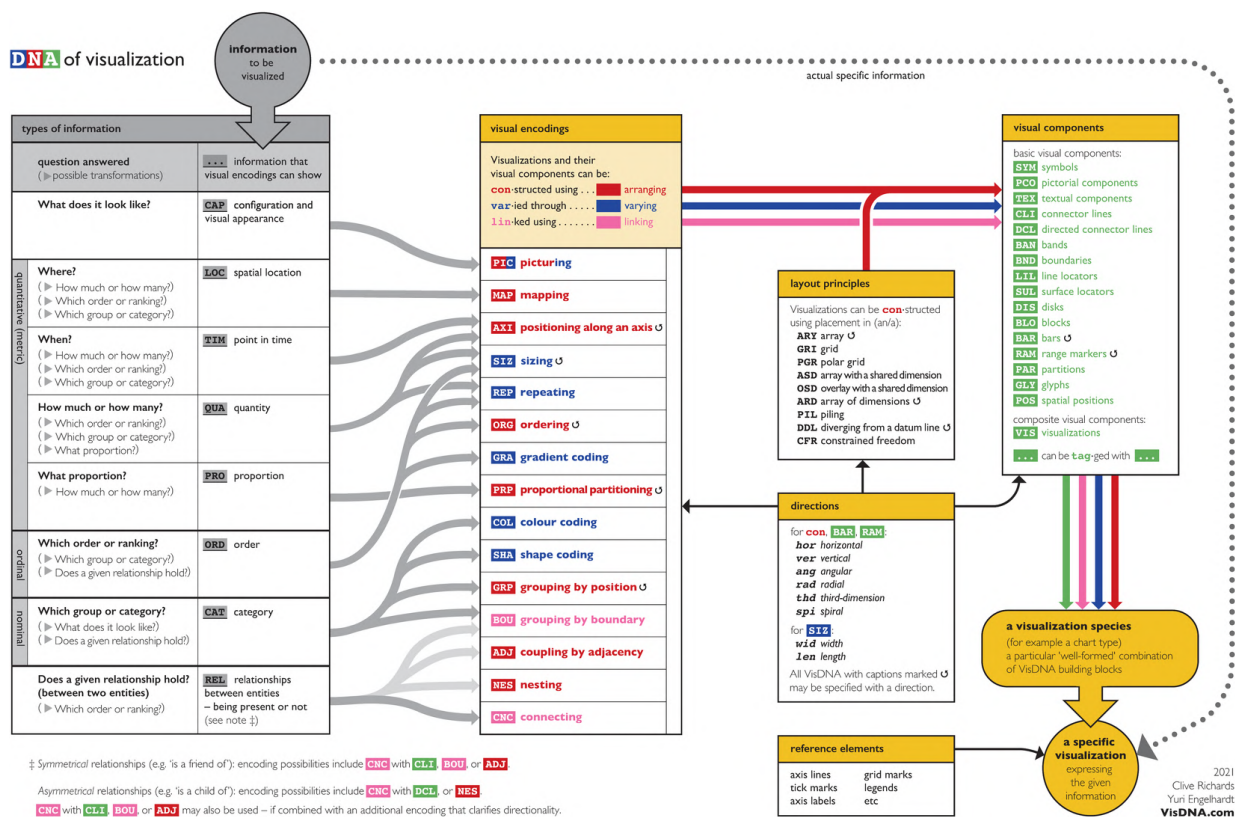 DNA of visualization
information
to be
visualized
actual specific information
types of information
question answered
(▶possible transformations)
... information that
visual encodings can show
What does it look like?
CAP configuration and
visual appearance
quantitative (metric)
Where?
(▶ How much or how many?)
(▶ Which order or ranking?)
(▶ Which group or category?)
LOC spatial location
When?
(▶ How much or how many?)
(▶ Which order or ranking?)
(▶ Which group or category?)
TIM point in time
How much or how many?
(▶ Which order or ranking?)
(▶ Which group or category?)
(▶ What proportion?)
QUA quantity
What proportion?
(▶ How much or how many?)
PRO proportion
ordinal
Which order or ranking?
(▶ Which group or category?)
(▶ Does a given relationship hold?)
ORD order
nominal
Which group or category?
(▶ What does it look like?)
(▶ Does a given relationship hold?)
CAT category
Does a given relationship hold?
(between two entities)
(▶ Which order or ranking?)
REL relationships
between entities
– being present or not
(see note ‡)
visual encodings
Visualizations and their
visual components can be:
con·structed using . . . arranging
var·ied through . . . . . varying
lin·ked using . . . . . . . linking
PIC picturing
MAP mapping
AXI positioning along an axis ↺
SIZ sizing ↺
REP repeating
ORG ordering ↺
GRA gradient coding
PRP proportional partitioning ↺
COL colour coding
SHA shape coding
GRP grouping by position ↺
BOU grouping by boundary
ADJ coupling by adjacency
NES nesting
CNC connecting
layout principles
Visualizations can be con·structed
using placement in (an/a):
ARY array ↺
GRI grid
PGR polar grid
ASD array with a shared dimension
OSD overlay with a shared dimension
ARD array of dimensions ↺
PIL piling
DDL diverging from a datum line ↺
CFR constrained freedom
directions
for con, BAR, RAM:
hor horizontal
ver vertical
ang angular
rad radial
thd third-dimension
spi spiral
for SIZ:
wid width
len length
All VisDNA with captions marked ↺
may be specified with a direction.
reference elements
axis lines
tick marks
axis labels
grid marks
legends
etc
visual components
basic visual components:
SYM symbols
PCO pictorial components
TEX textual components
CLI connector lines
DCL directed connector lines
BAN bands
BND boundaries
LIL line locators
SUL surface locators
DIS disks
BLO blocks
BAR bars ↺
RAM range markers ↺
PAR partitions
GLY glyphs
POS spatial positions
composite visual components:
VIS visualizations
... can be tag·ged with ...
a visualization species
(for example a chart type)
a particular 'well-formed' combination
of VisDNA building blocks
a specific
visualization
expressing
the given
information
‡ Symmetrical relationships (e.g. 'is a friend of'): encoding possibilities include CNC with CLI, BOU, or ADJ.
Asymmetrical relationships (e.g. 'is a child of'): encoding possibilities include CNC with DCL, or NES.
CNC with CLI, BOU, or ADJ may also be used – if combined with an additional encoding that clarifies directionality.
2021
Clive Richards
Yuri Engelhardt
VisDNA.com